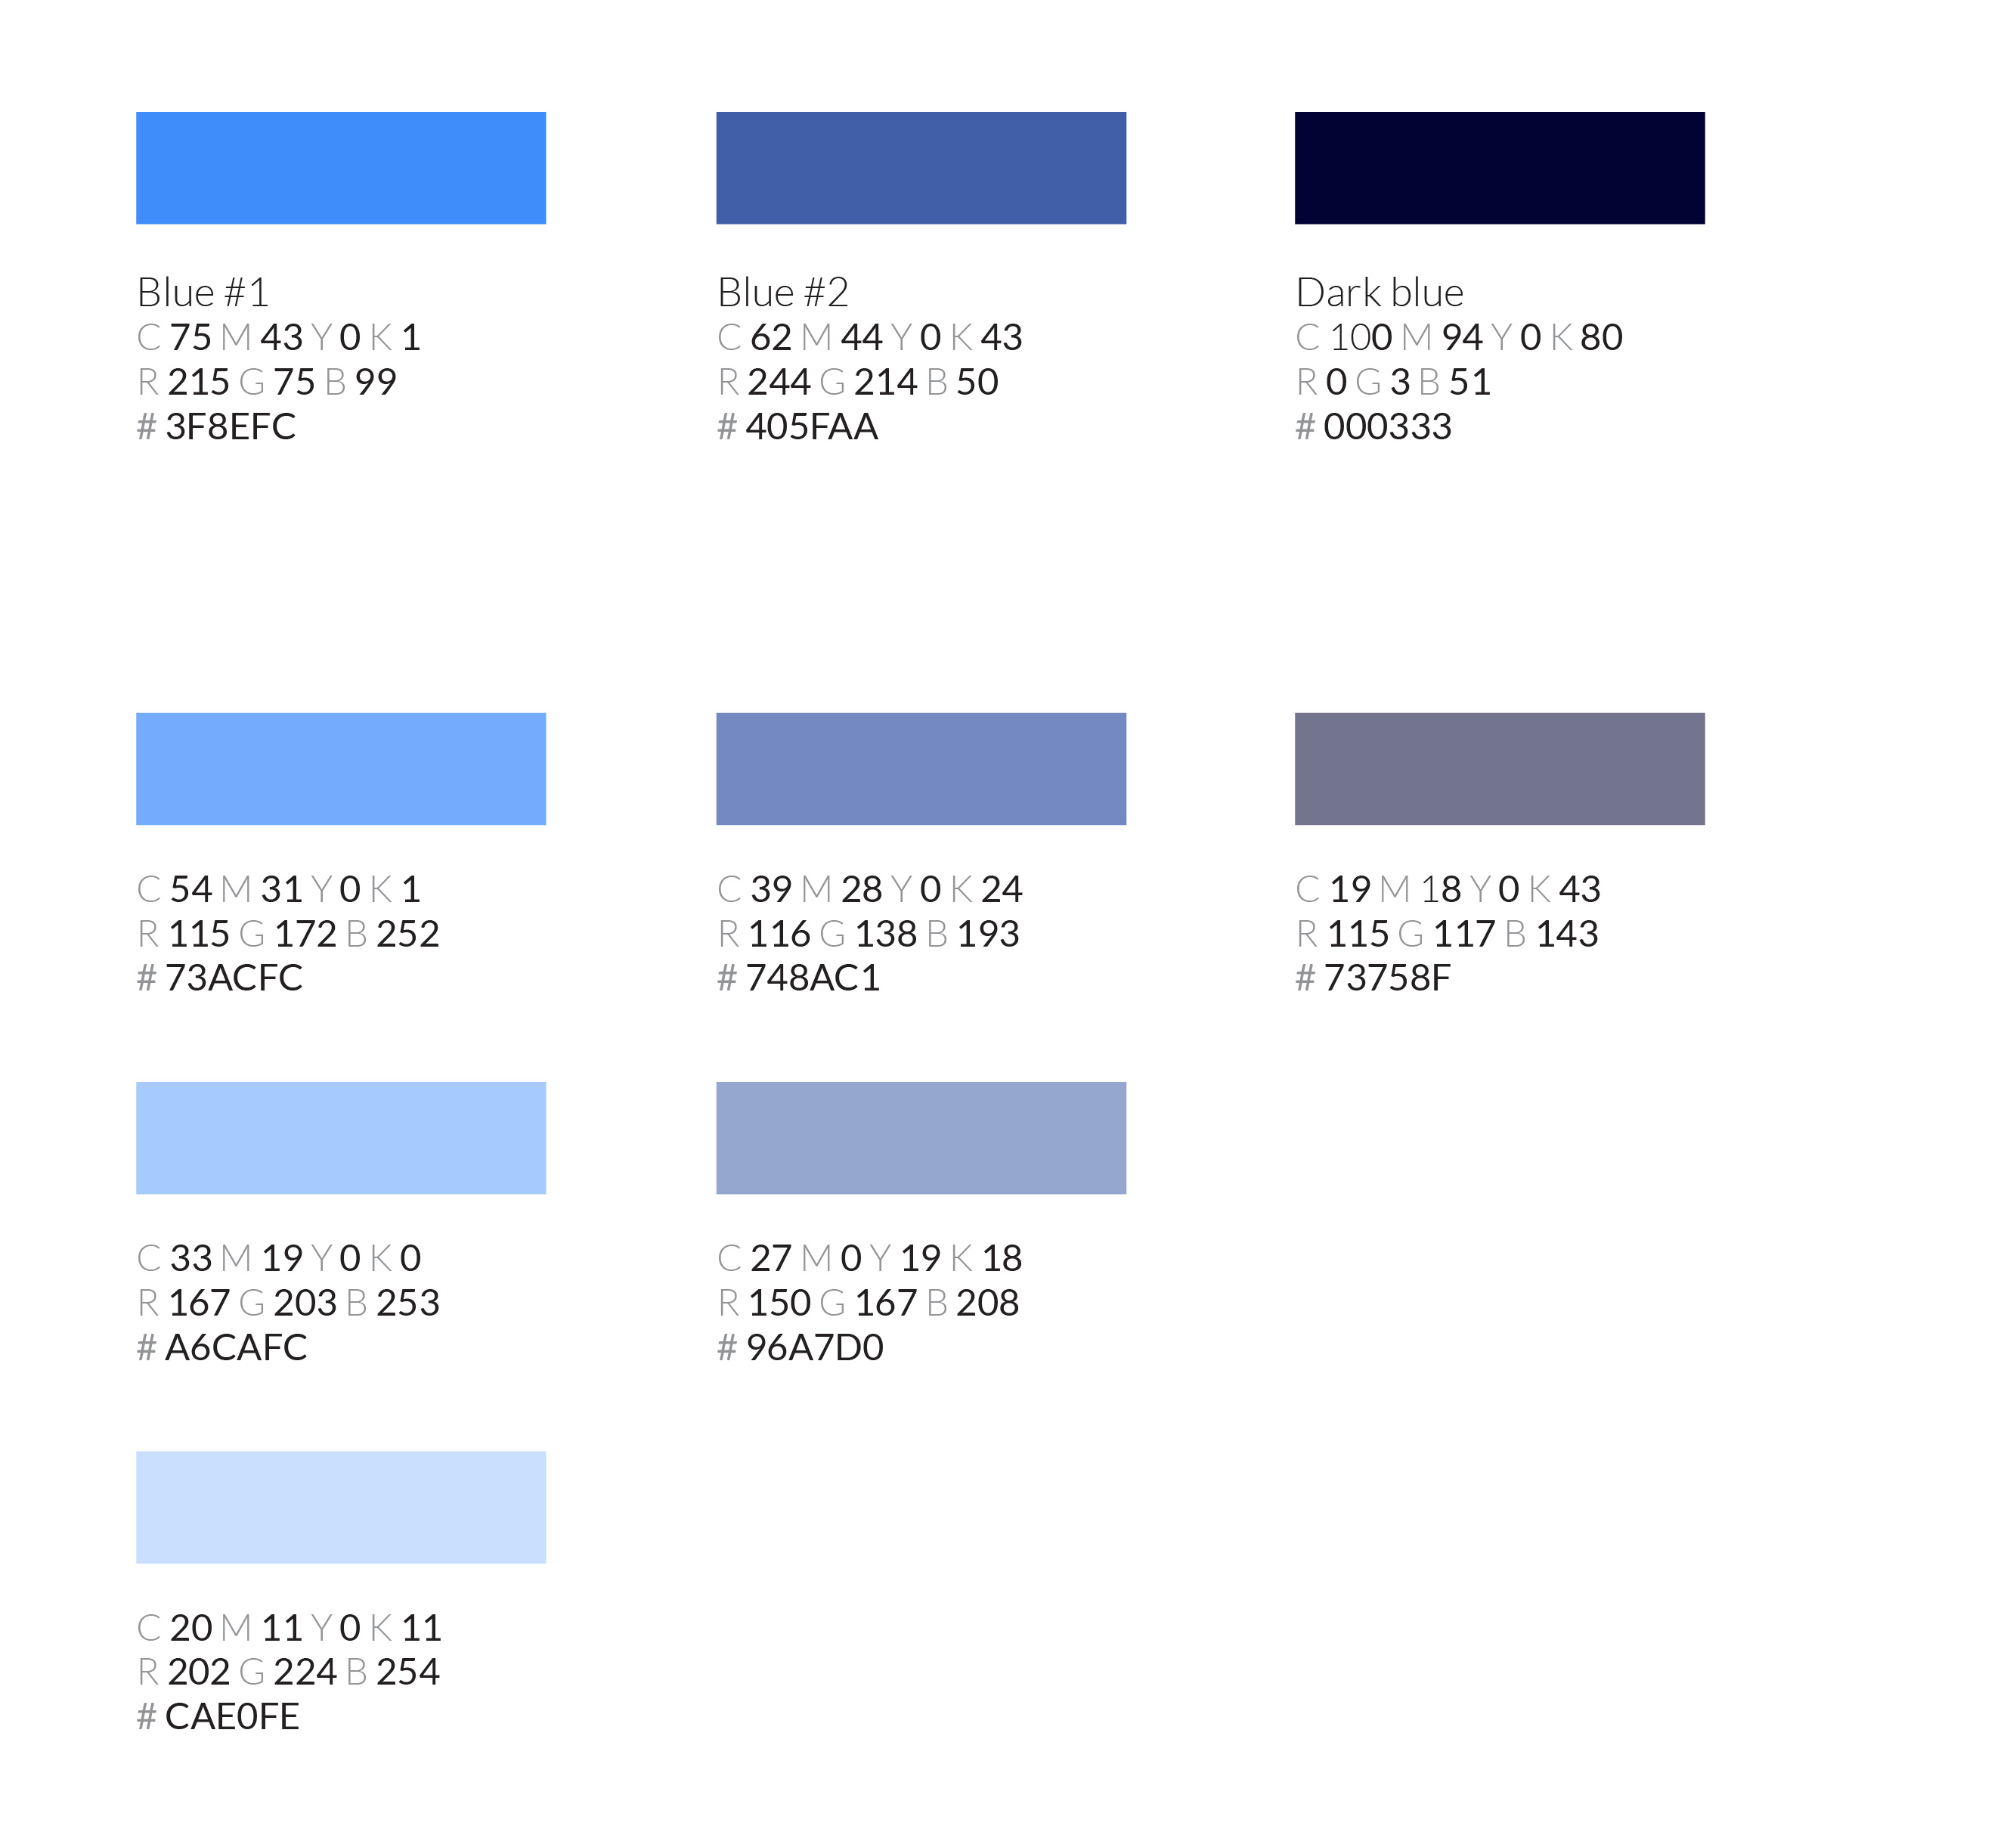 Blue #1
C 75 M 43 Y 0 K 1
R 215 G 75 B 99
# 3F8EFC
Blue #2
C 62 M 44 Y 0 K 43
R 244 G 214 B 50
# 405FAA
Dark blue
C 100 M 94 Y 0 K 80
R 0 G 3 B 51
# 000333
C 54 M 31 Y 0 K 1
R 115 G 172 B 252
# 73ACFC
C 39 M 28 Y 0 K 24
R 116 G 138 B 193
# 748AC1
C 19 M 18 Y 0 K 43
R 115 G 117 B 143
# 73758F
C 33 M 19 Y 0 K 0
R 167 G 203 B 253
# A6CAFC
C 27 M 0 Y 19 K 18
R 150 G 167 B 208
# 96A7D0
C 20 M 11 Y 0 K 11
R 202 G 224 B 254
# CAE0FE